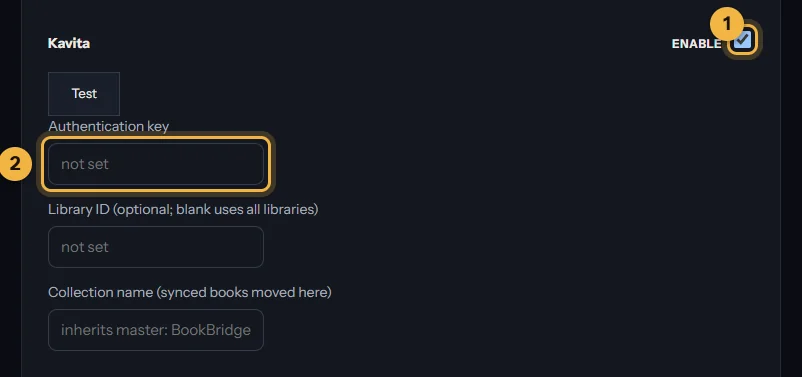 1
Kavita ENABLE
Test
Authentication key
2 not set
Library ID (optional; blank uses all libraries)
not set
Collection name (synced books moved here)
inherits master: BookBridge